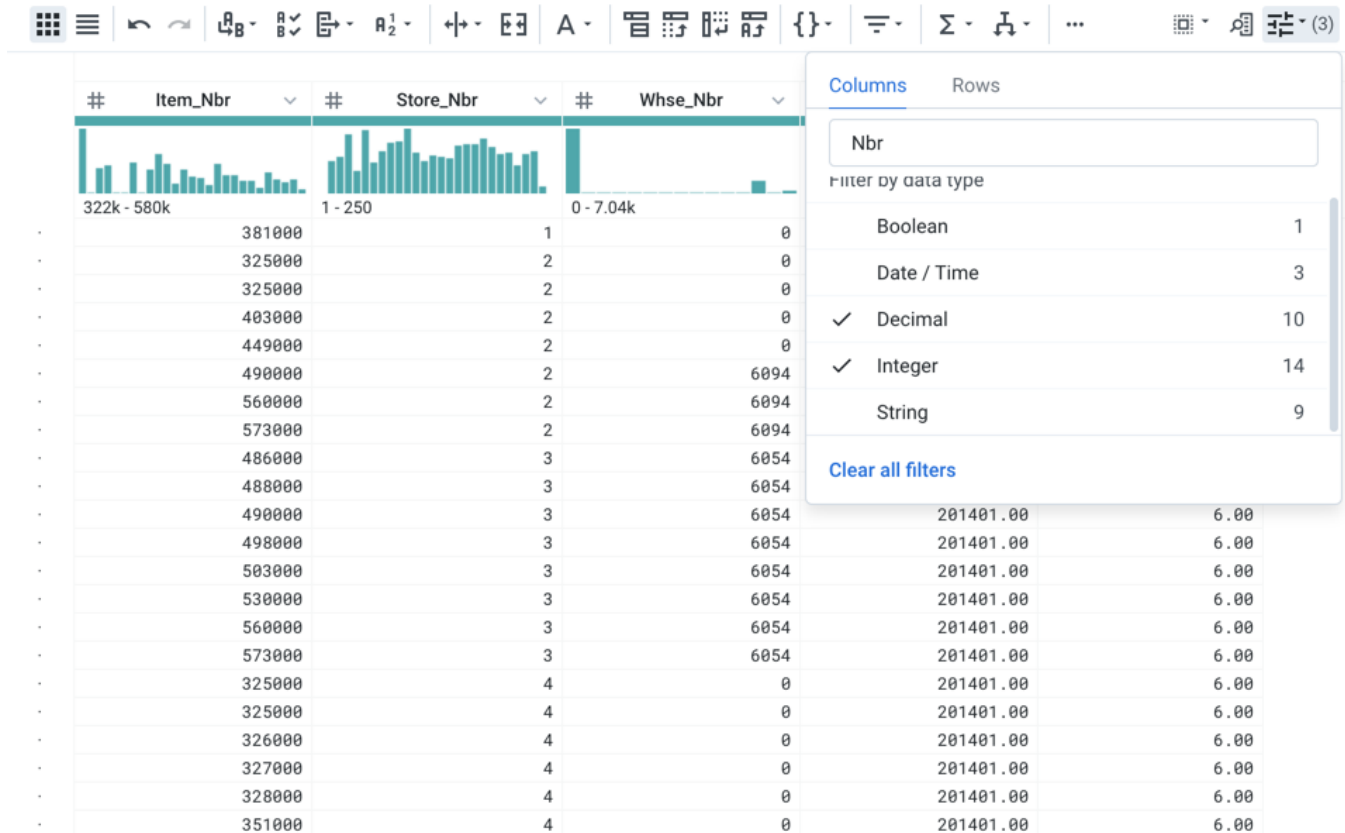 (3)
Columns Rows
Item_Nbr Store_Nbr Whse_Nbr
Nbr
Filter by data type
322k - 580k 1 - 250 0 - 7.04k
Boolean 1
381000 1 0
325000 2 0
Date / Time 3
325000 2 0
403000 2 0
Decimal 10
449000 2 0
490000 2 6094
Integer 14
560000 2 6094
573000 2 6094
String 9
486000 3 6054
Clear all filters
488000 3 6054
490000 3 6054 201401.00 6.00
498000 3 6054 201401.00 6.00
503000 3 6054 201401.00 6.00
530000 3 6054 201401.00 6.00
560000 3 6054 201401.00 6.00
573000 3 6054 201401.00 6.00
325000 4 0 201401.00 6.00
325000 4 0 201401.00 6.00
326000 4 0 201401.00 6.00
327000 4 0 201401.00 6.00
328000 4 0 201401.00 6.00
351000 4 0 201401.00 6.00